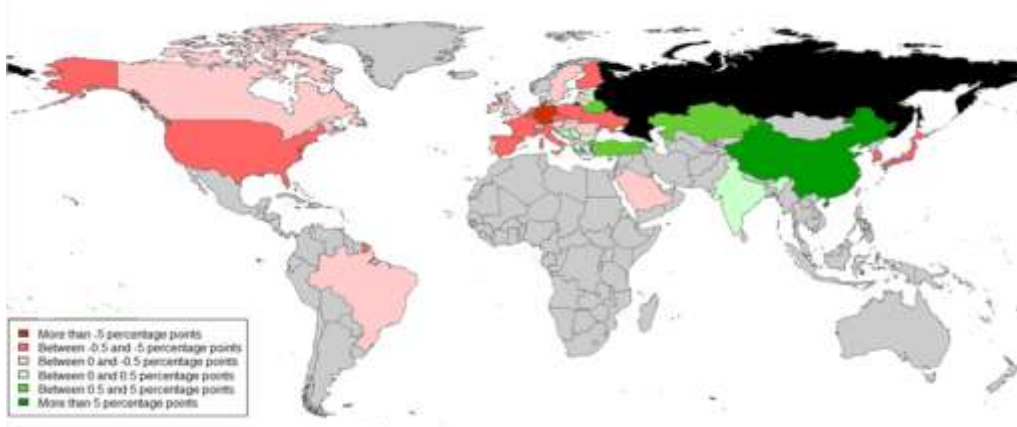 More than -5 percentage points
Between -0.5 and -5 percentage points
Between 0 and -0.5 percentage points
Between 0 and 0.5 percentage points
Between 0.5 and 5 percentage points
More than 5 percentage points